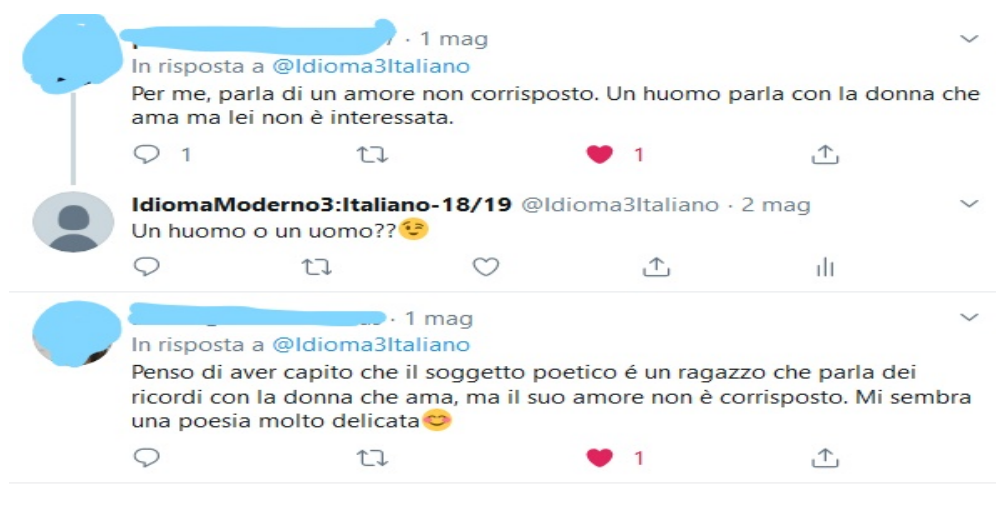 · 1 mag
In risposta a @Idioma3Italiano
Per me, parla di un amore non corrisposto. Un huomo parla con la donna che
ama ma lei non è interessata.
1 1
IdiomaModerno3:Italiano-18/19 @Idioma3Italiano · 2 mag
Un huomo o un uomo??😉
· 1 mag
In risposta a @Idioma3Italiano
Penso di aver capito che il soggetto poetico é un ragazzo che parla dei
ricordi con la donna che ama, ma il suo amore non è corrisposto. Mi sembra
una poesia molto delicata😊
1